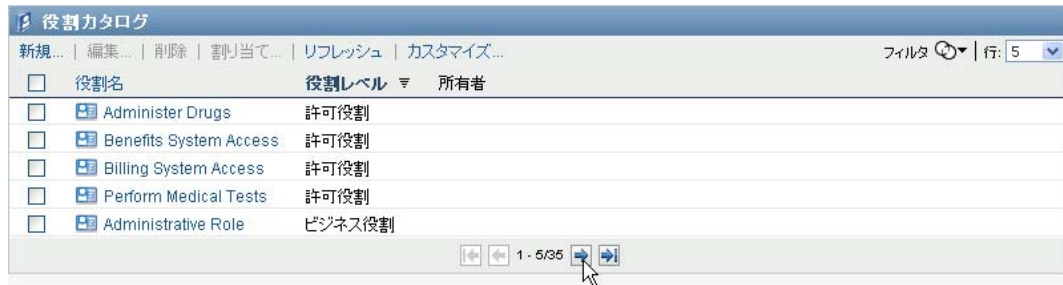 役割カタログ
新規... | 編集... | 削除 | 割り当て... | リフレッシュ | カスタマイズ... フィルタ | 行: 5
役割名 役割レベル 所有者
Administer Drugs 許可役割
Benefits System Access 許可役割
Billing System Access 許可役割
Perform Medical Tests 許可役割
Administrative Role ビジネス役割
1 - 5/35